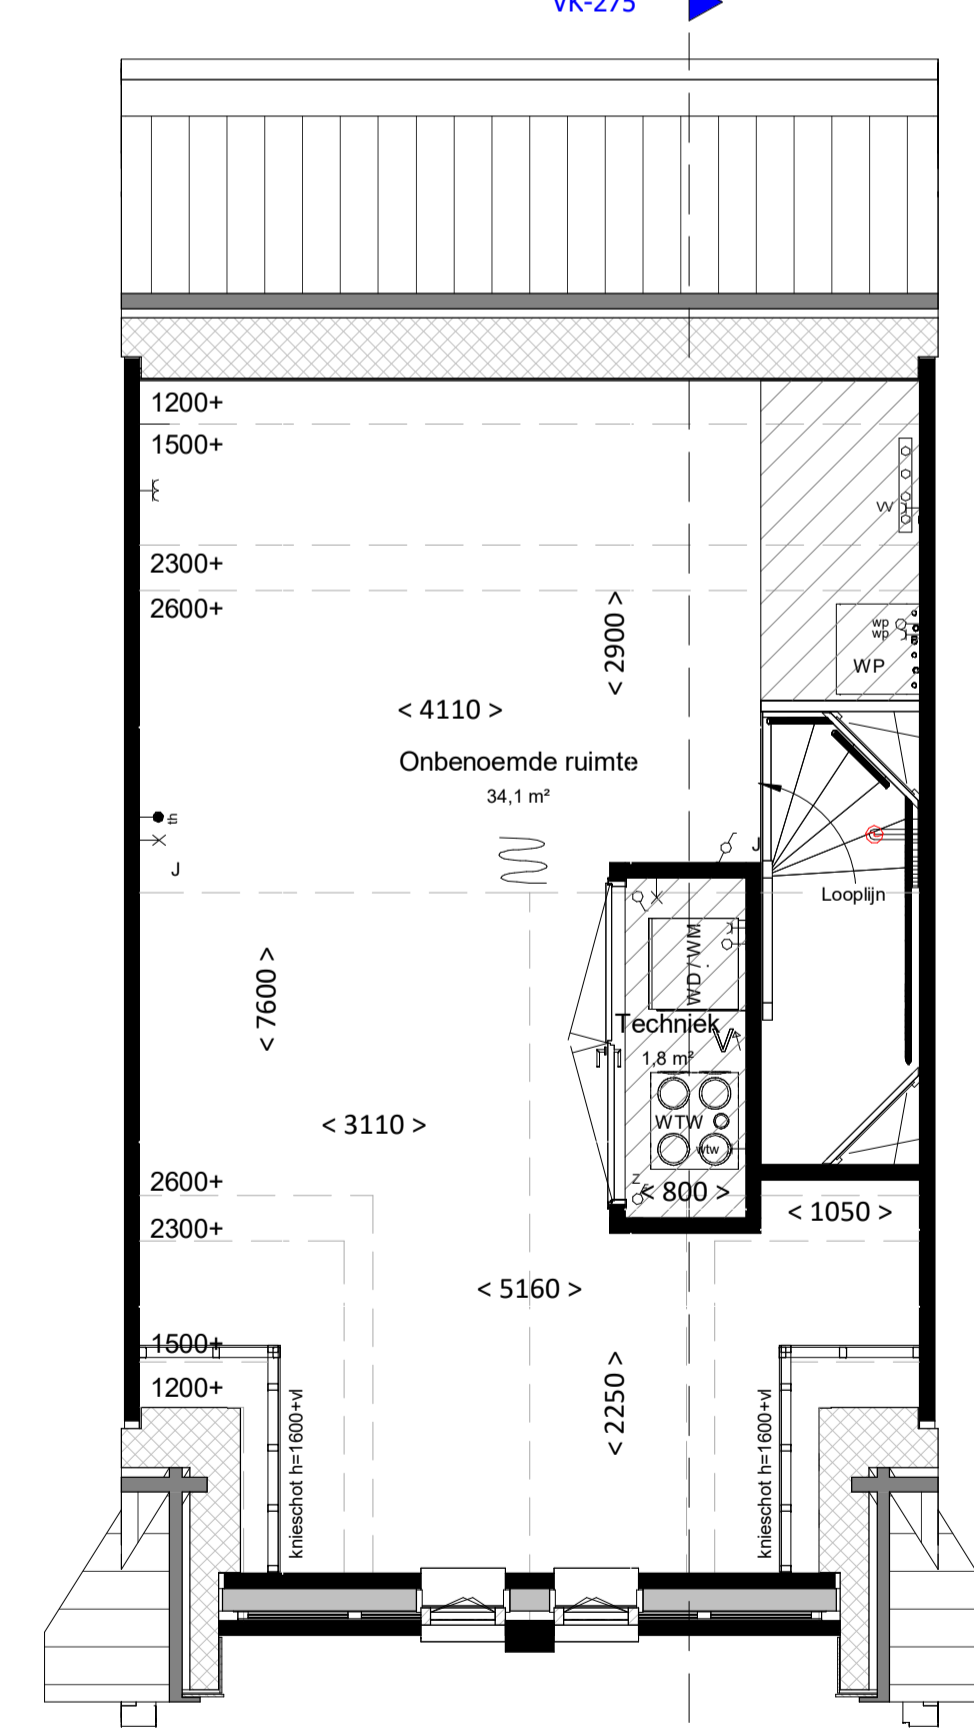 VK-275
1200+
1500+
VV
2300+
2600+
< 2900 >
wp
wp
WP
< 4110 >
Onbenoemde ruimte
34,1 m²
th
J
J
Looplijn
WD / WM
< 7600 >
Techniek
1,8 m²
< 3110 >
WTW
wtw
2600+
Z
< 800 >
< 1050 >
2300+
< 5160 >
1500+
1200+
knieschot h=1600+vl
< 2250 >
knieschot h=1600+vl